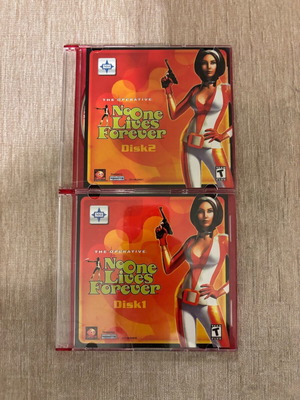 THE OPERATIVE
No One
Lives
Forever
Disk2
T
THE OPERATIVE
No One
Lives
Forever
Disk1
T